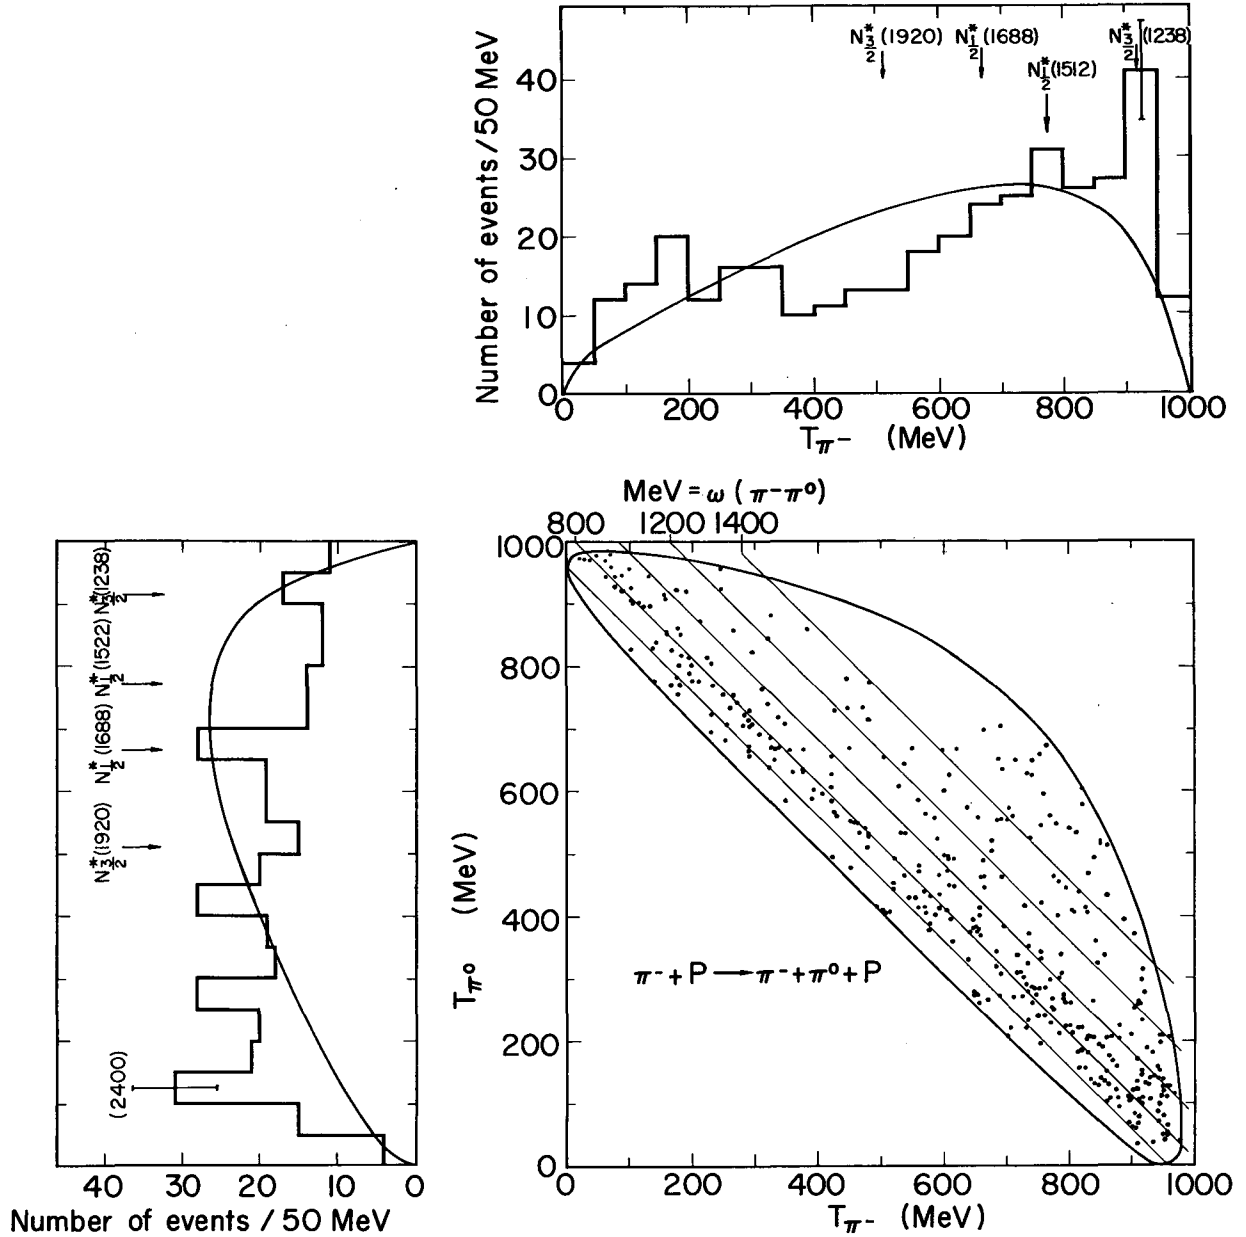 Number of events / 50 MeV
40
30
20
10
0
N*3/2 (1920)
N*1/2 (1688)
N*3/2 (1238)
N*1/2 (1512)
0 200 400 600 800 1000
Tπ- (MeV)
MeV = ω (π-π⁰)
800 1200 1400
N*3/2 (1238)
N*1/2 (1522)
N*1/2 (1688)
N*3/2 (1920)
(2400)
40 30 20 10 0
Number of events / 50 MeV
1000
800
600
400
200
0
Tπ⁰ (MeV)
π- + P → π- + π⁰ + P
0 200 400 600 800 1000
Tπ- (MeV)